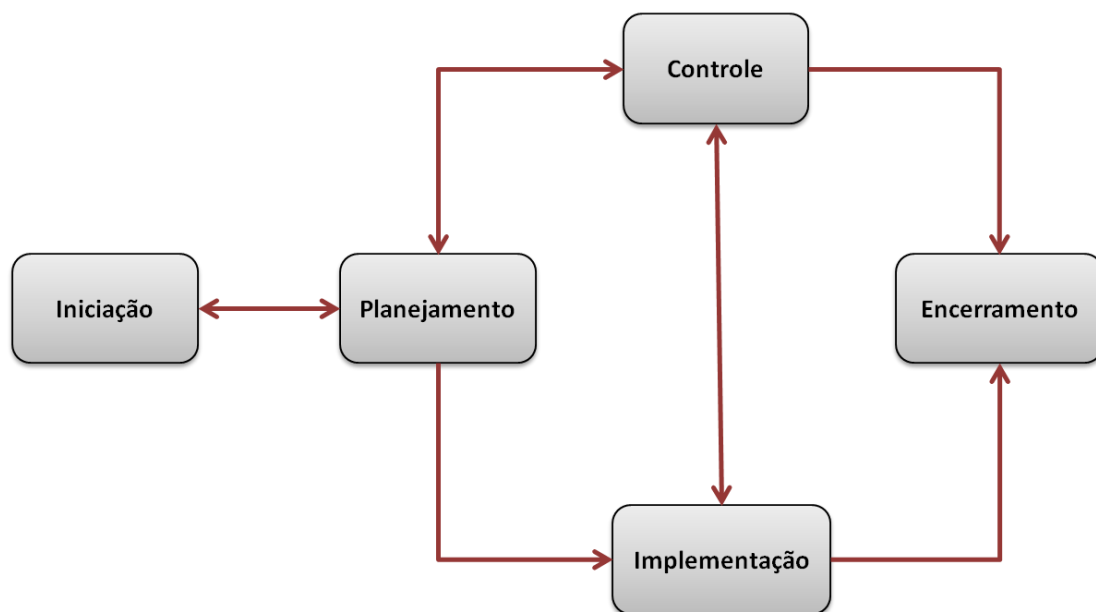 Controle
Iniciação
Planejamento
Encerramento
Implementação